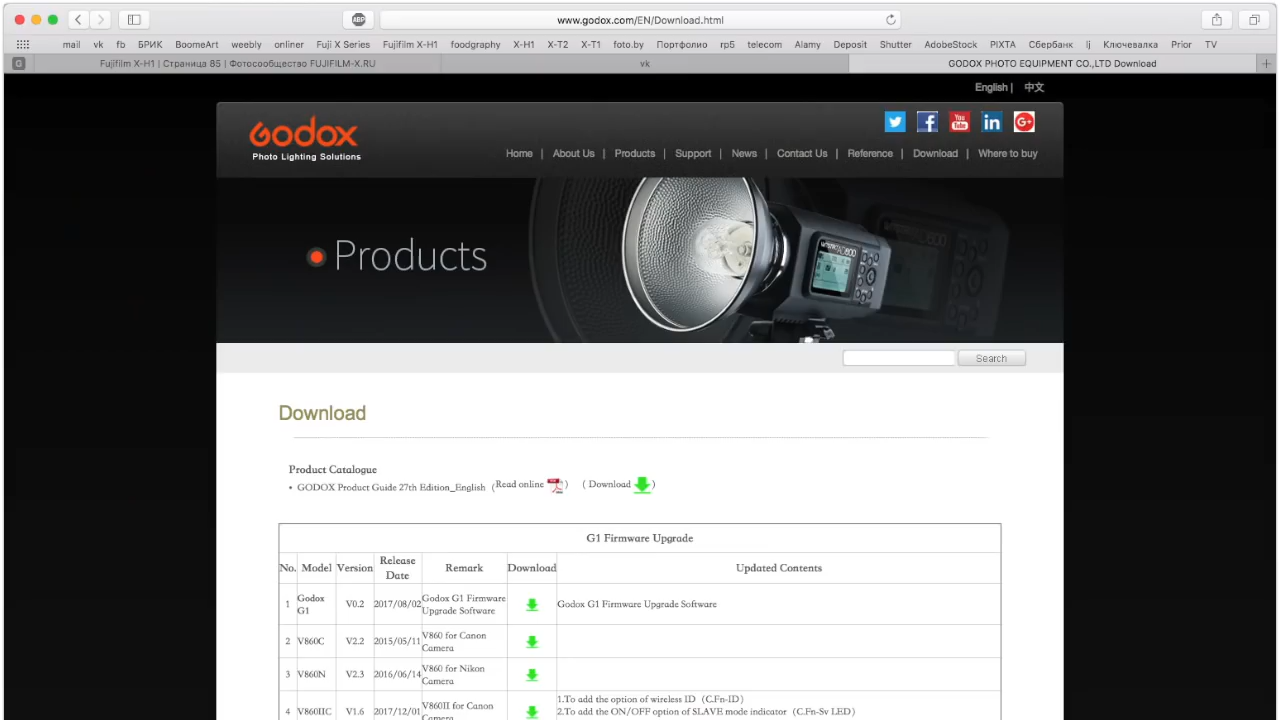 www.godox.com/EN/Download.html
ABP
mail vk fb БРИК BoomeArt weebly onliner Fuji X Series Fujifilm X-H1 foodgraphy X-H1 X-T2 X-T1 foto.by Портфолио rp5 telecom Alamy Deposit Shutter AdobeStock PIXTA Сбербанк lj Ключевалка Prior TV
G Fujifilm X-H1 | Страница 85 | Фотосообщество FUJIFILM-X.RU vk GODOX PHOTO EQUIPMENT CO.,LTD Download
English | 中文
Godox
Photo Lighting Solutions
You Tube in G+
Home | About Us | Products | Support | News | Contact Us | Reference | Download | Where to buy
Products
Search
Download
Product Catalogue
• GODOX Product Guide 27th Edition_English (Read online ) ( Download )
G1 Firmware Upgrade
No. Model Version Release Date Remark Download Updated Contents
1 Godox G1 V0.2 2017/08/02 Godox G1 Firmware Upgrade Software Godox G1 Firmware Upgrade Software
2 V860C V2.2 2015/05/11 V860 for Canon Camera
3 V860N V2.3 2016/06/14 V860 for Nikon Camera
4 V860IIC V1.6 2017/12/01 V860II for Canon Camera 1.To add the option of wireless ID（C.Fn-ID）
2.To add the ON/OFF option of SLAVE mode indicator（C.Fn-Sv LED）